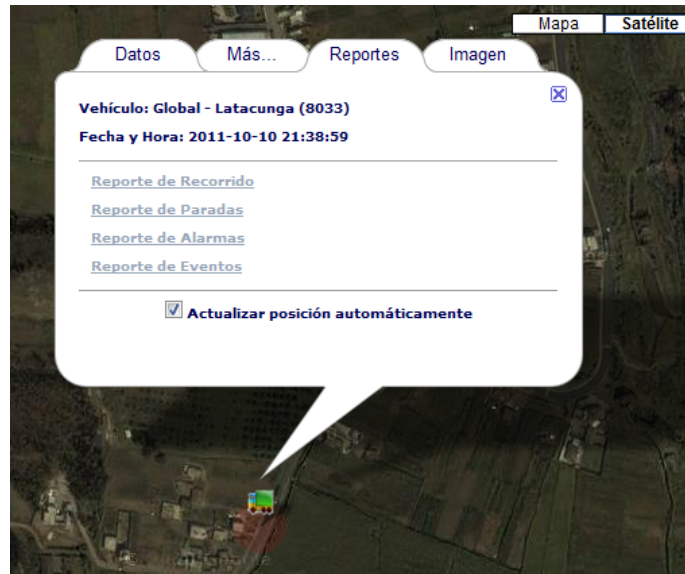 Mapa Satélite
Datos Más... Reportes Imagen
Vehículo: Global - Latacunga (8033)
Fecha y Hora: 2011-10-10 21:38:59
Reporte de Recorrido
Reporte de Paradas
Reporte de Alarmas
Reporte de Eventos
Actualizar posición automáticamente